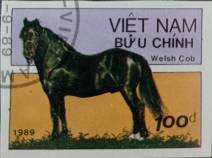 VIỆT NAM
BƯU CHÍNH
Welsh Cob
1989
100đ